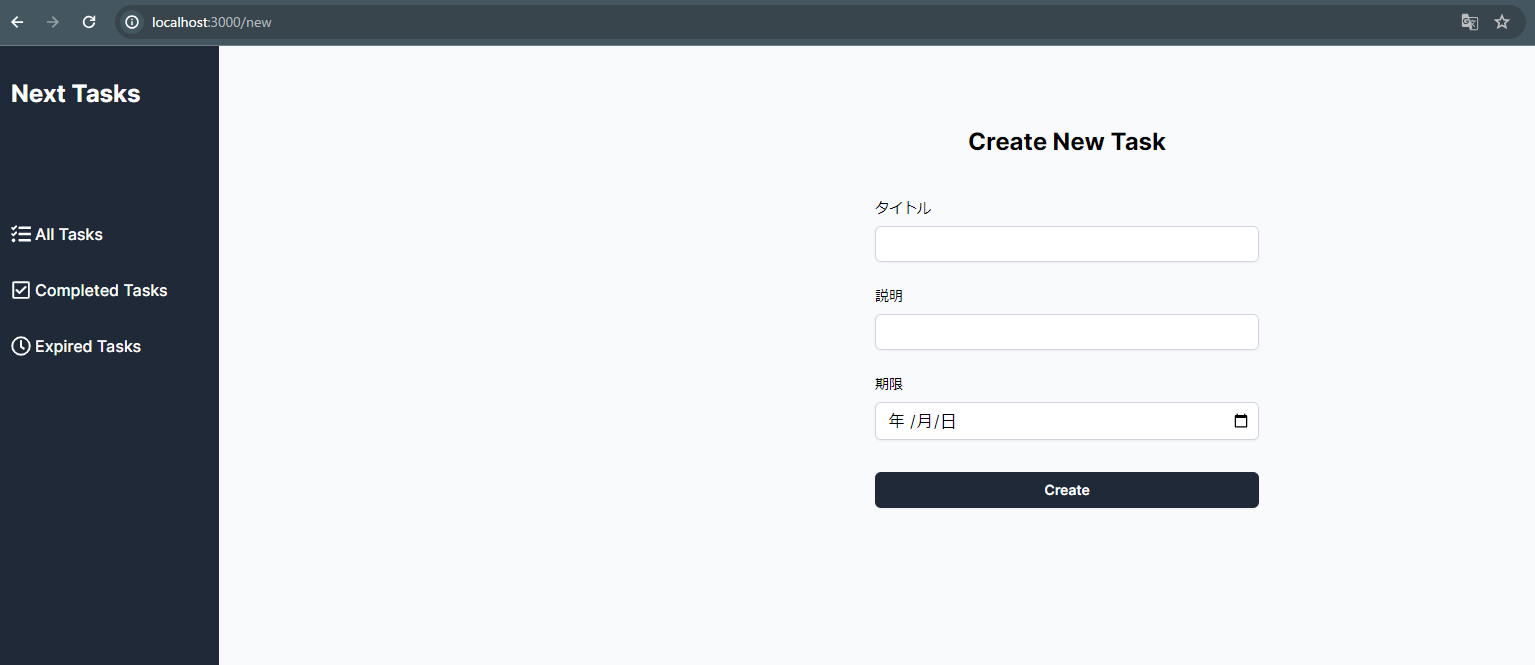 localhost:3000/new
Next Tasks
All Tasks
Completed Tasks
Expired Tasks
Create New Task
タイトル
説明
期限
年 /月/日
Create